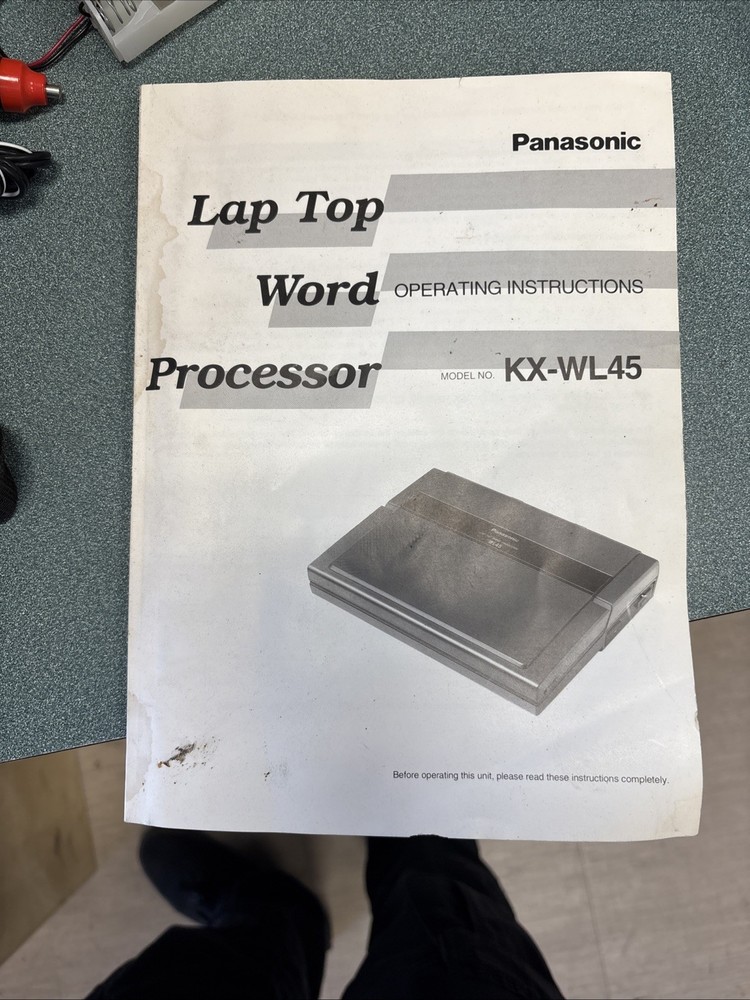 Panasonic
Lap Top
Word
OPERATING INSTRUCTIONS
Processor
MODEL NO. KX-WL45
Panasonic
Before operating this unit, please read these instructions completely.